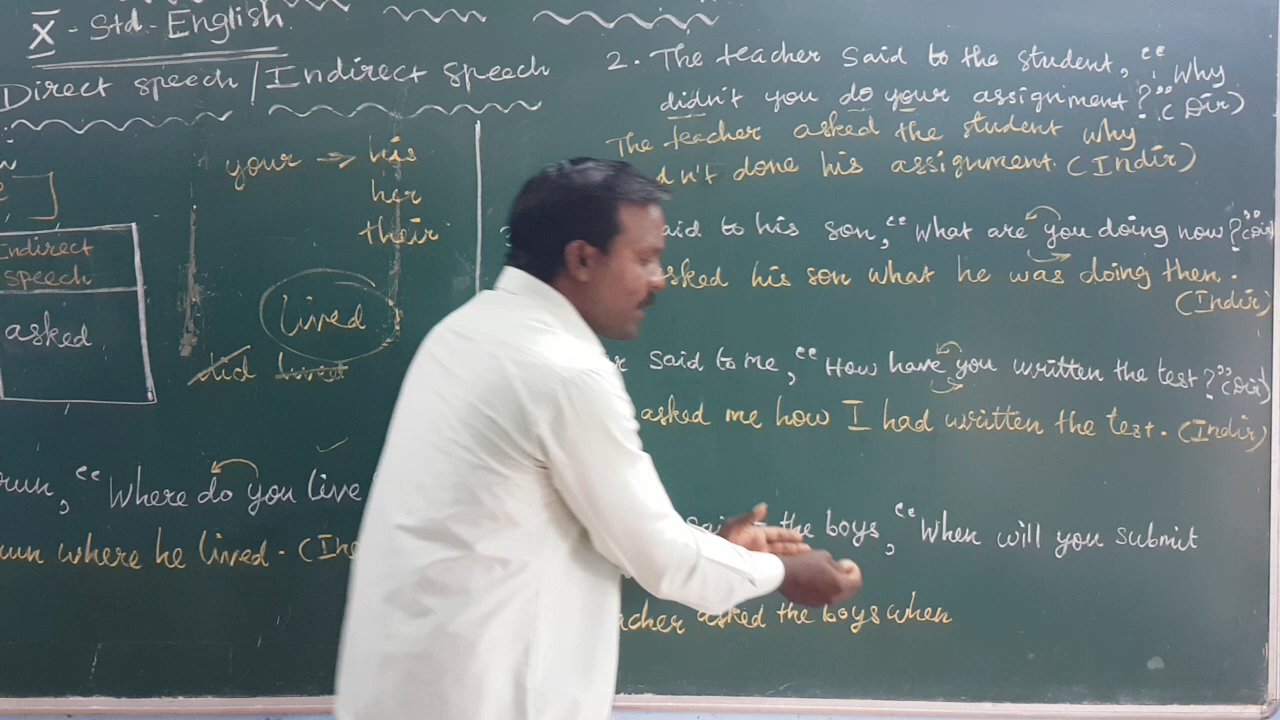 X - Std - English
Direct speech / Indirect speech
your → his
her
their
Indirect
speech
asked
lived
did lived
, “Where do you live
where he lived. (
2. The teacher Said to the student, “Why
didn't you do your assignment?” (Dir)
The teacher asked the student why
done his assignment. (Indir)
to his son, “What are you doing now?” (Dir)
asked his son what he was doing then.
(Indir)
Said to me, “How have you written the test?” (Dir)
asked me how I had written the test. (Indir)
the boys, “When will you Submit
asked the boys when